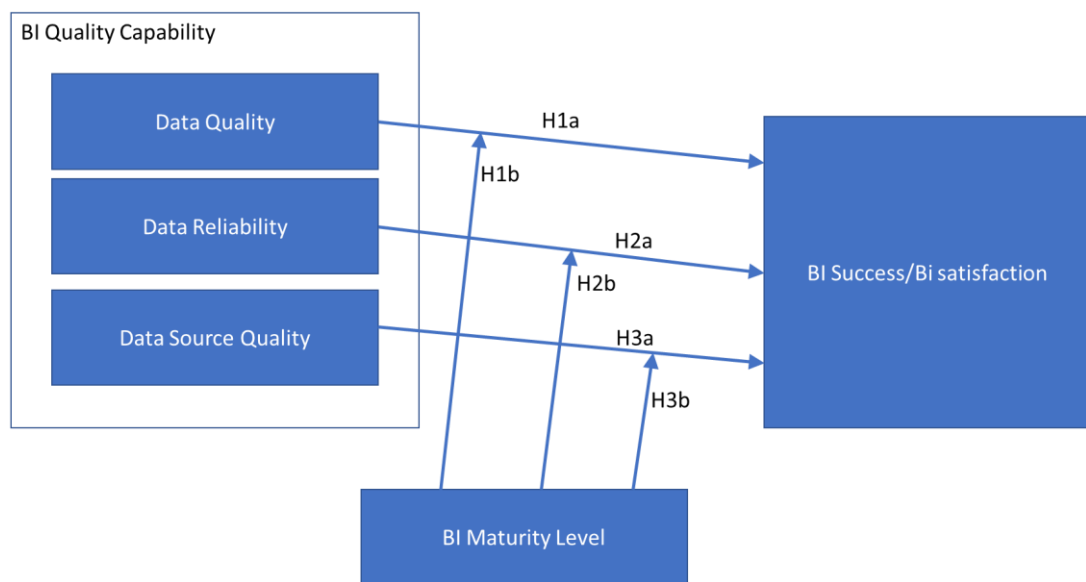 BI Quality Capability
Data Quality
H1a
H1b
Data Reliability
H2a
BI Success/Bi satisfaction
H2b
Data Source Quality
H3a
H3b
BI Maturity Level